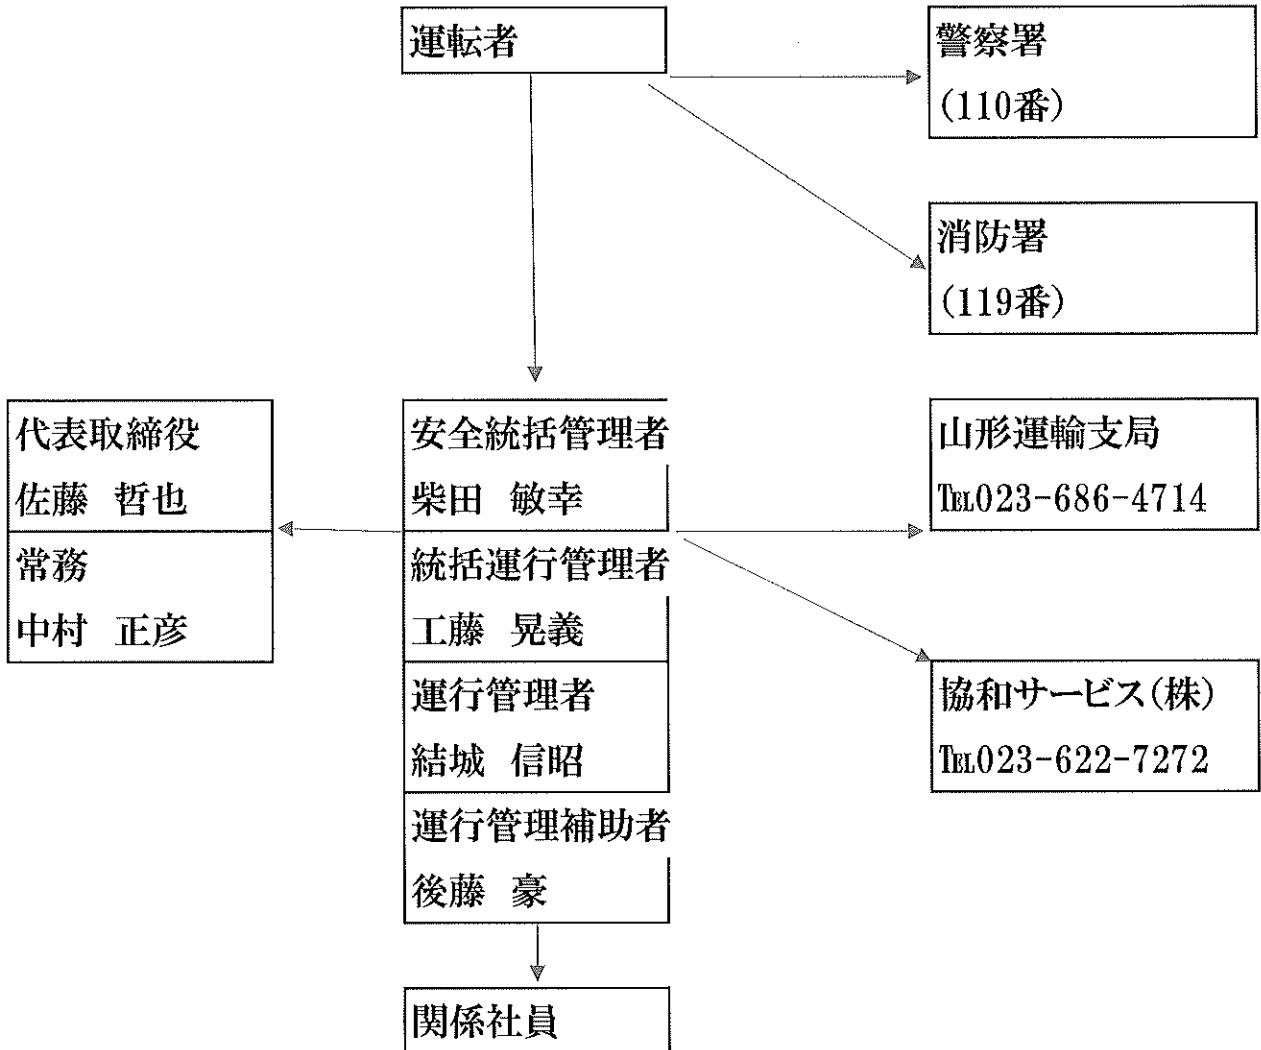 運転者
警察署
(110番)
消防署
(119番)
代表取締役
佐藤 哲也
常務
中村 正彦
安全統括管理者
柴田 敏幸
統括運行管理者
工藤 晃義
運行管理者
結城 信昭
運行管理補助者
後藤 豪
関係社員
山形運輸支局
℡023-686-4714
協和サービス(株)
℡023-622-7272